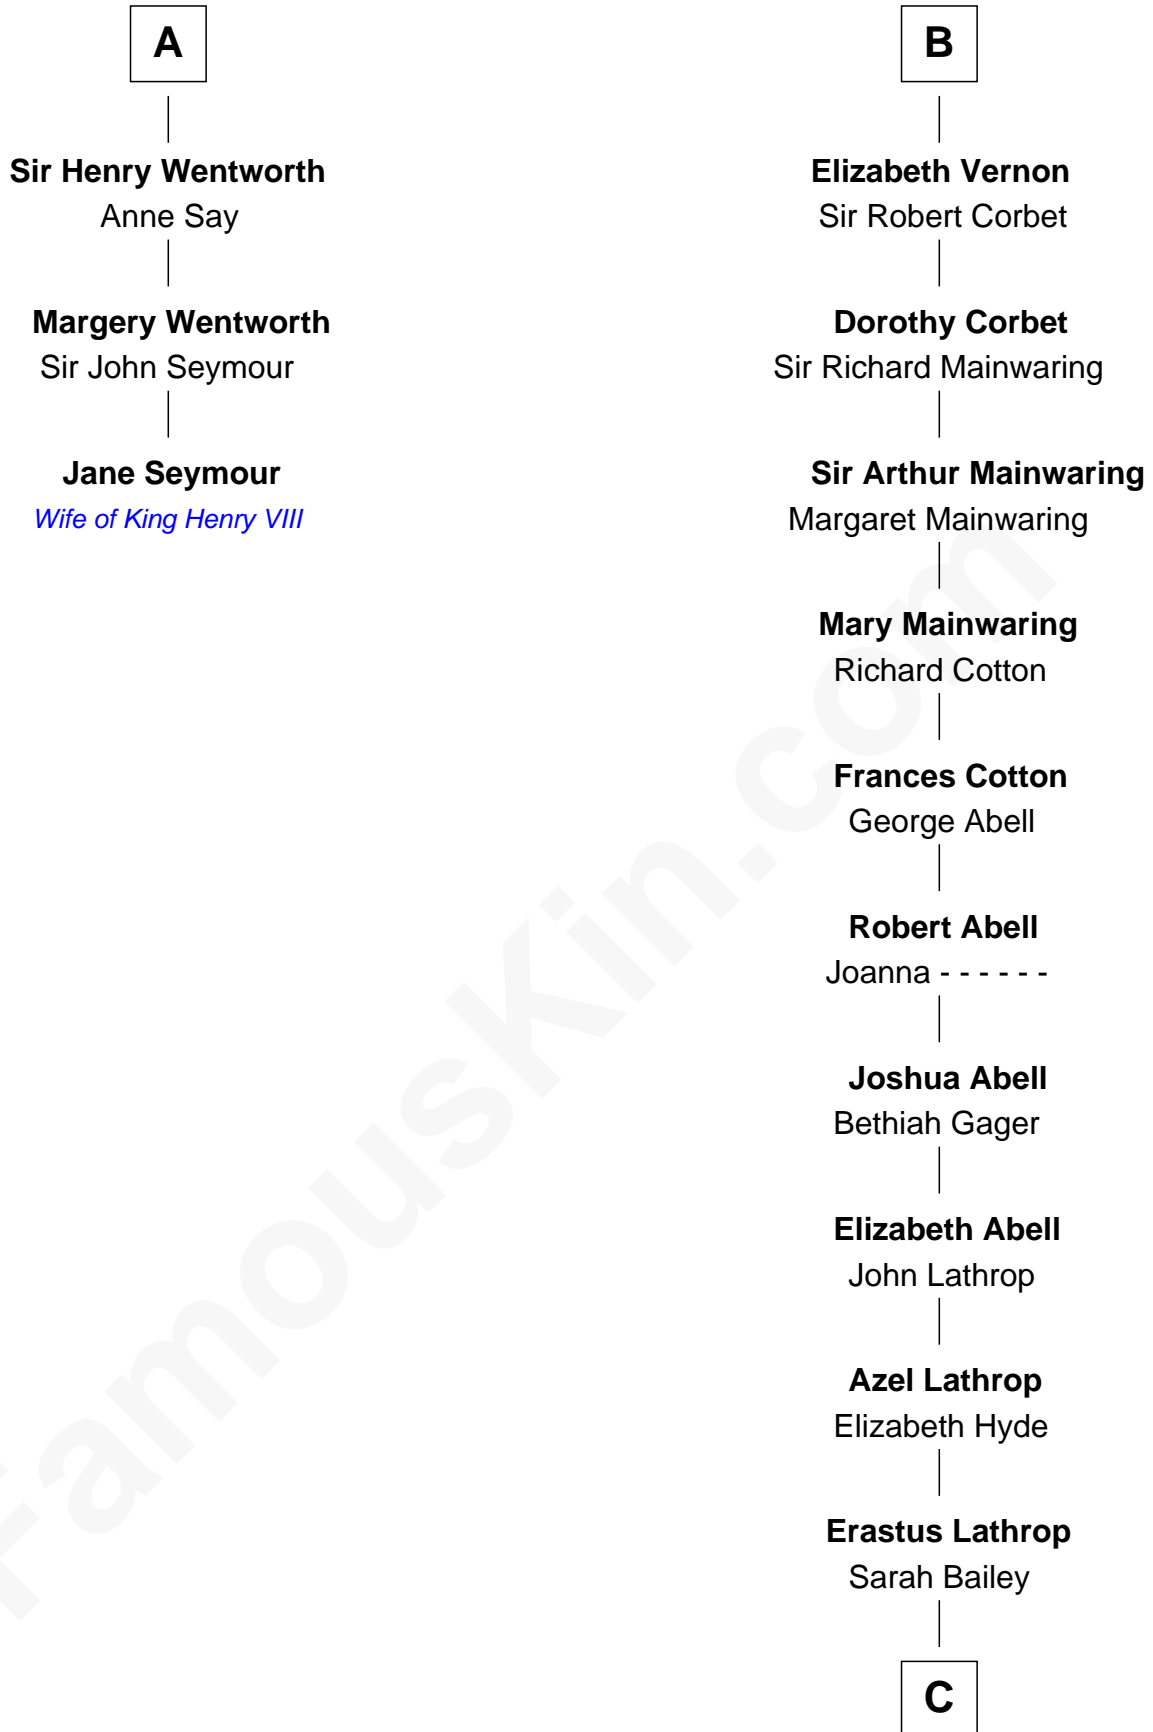 A
Sir Henry Wentworth
Anne Say
Margery Wentworth
Sir John Seymour
Jane Seymour
Wife of King Henry VIII
B
Elizabeth Vernon
Sir Robert Corbet
Dorothy Corbet
Sir Richard Mainwaring
Sir Arthur Mainwaring
Margaret Mainwaring
Mary Mainwaring
Richard Cotton
Frances Cotton
George Abell
Robert Abell
Joanna - - - - - -
Joshua Abell
Bethiah Gager
Elizabeth Abell
John Lathrop
Azel Lathrop
Elizabeth Hyde
Erastus Lathrop
Sarah Bailey
C
FamousKin.com